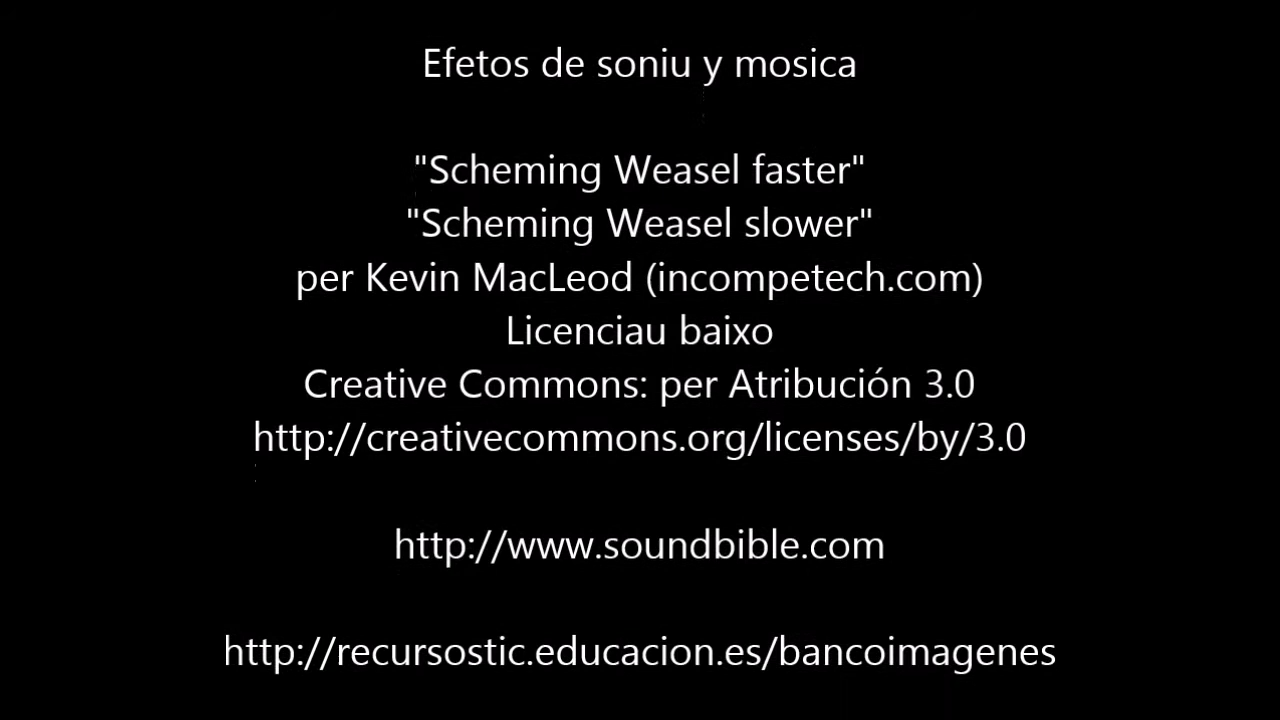 Efetos de soniu y mosica
"Scheming Weasel faster"
"Scheming Weasel slower"
per Kevin MacLeod (incompetech.com)
Licenciau baixo
Creative Commons: per Atribución 3.0
http://creativecommons.org/licenses/by/3.0
http://www.soundbible.com
http://recursostic.educacion.es/bancoimagenes